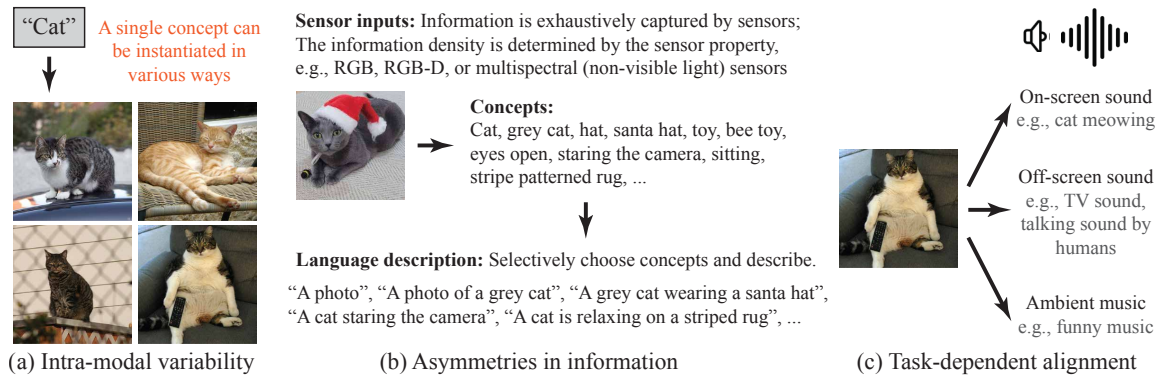 “Cat”
A single concept can
be instantiated in
various ways
(a) Intra-modal variability
Sensor inputs: Information is exhaustively captured by sensors;
The information density is determined by the sensor property,
e.g., RGB, RGB-D, or multispectral (non-visible light) sensors
Concepts:
Cat, grey cat, hat, santa hat, toy, bee toy,
eyes open, staring the camera, sitting,
stripe patterned rug, ...
Language description: Selectively choose concepts and describe.
“A photo”, “A photo of a grey cat”, “A grey cat wearing a santa hat”,
“A cat staring the camera”, “A cat is relaxing on a striped rug”, ...
(b) Asymmetries in information
On-screen sound
e.g., cat meowing
Off-screen sound
e.g., TV sound,
talking sound by
humans
Ambient music
e.g., funny music
(c) Task-dependent alignment